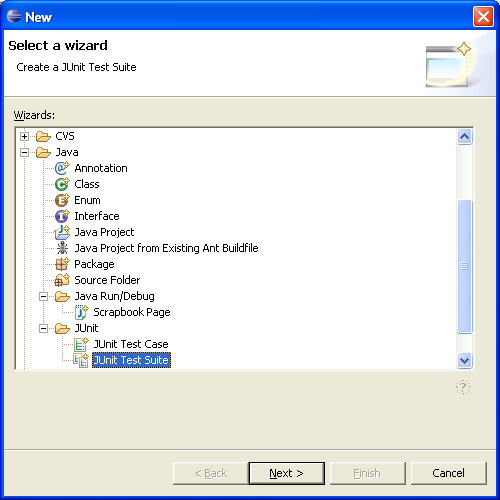 New
Select a wizard
Create a JUnit Test Suite
Wizards:
CVS
Java
Annotation
Class
Enum
Interface
Java Project
Java Project from Existing Ant Buildfile
Package
Source Folder
Java Run/Debug
Scrapbook Page
JUnit
JUnit Test Case
JUnit Test Suite
?
< Back Next > Finish Cancel